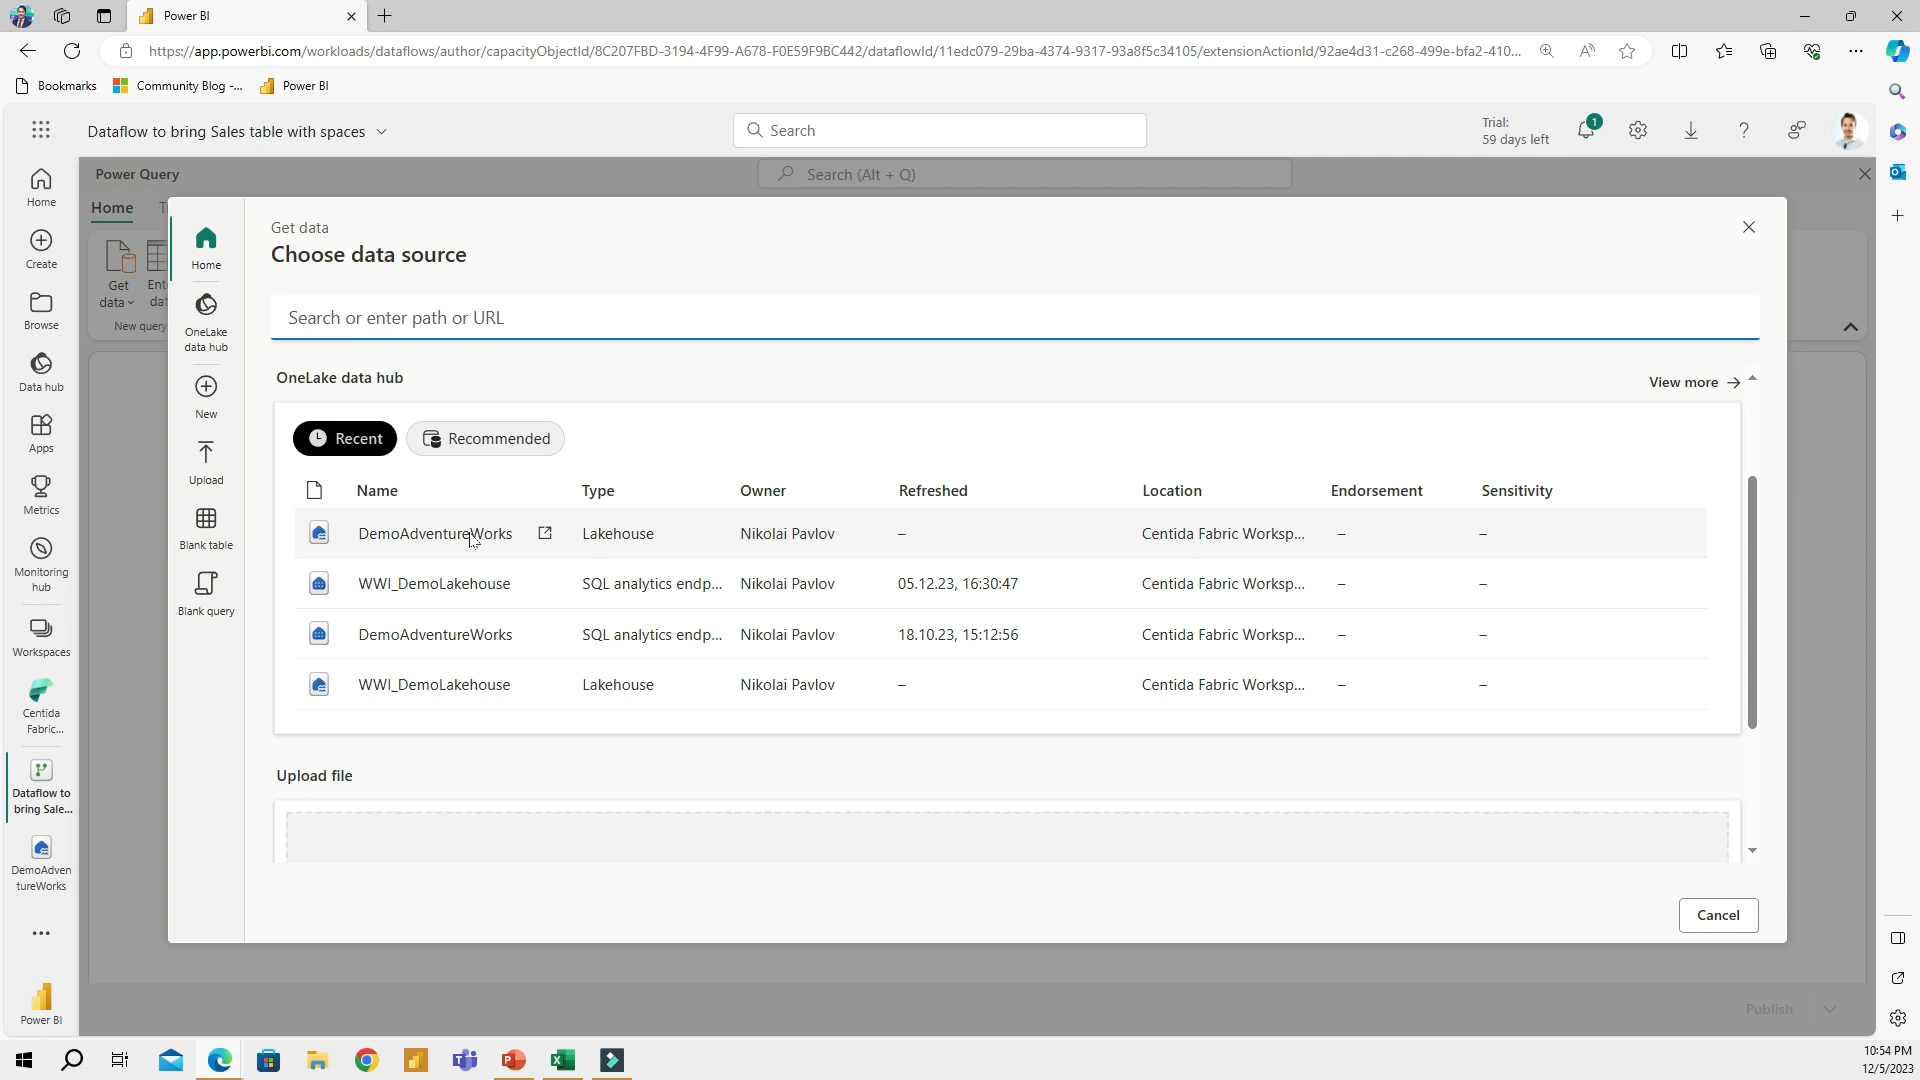 Power BI
https://app.powerbi.com/workloads/dataflows/author/capacityObjectId/8C207FBD-3194-4F99-A678-F0E59F9BC442/dataflowId/11edc079-29ba-4374-9317-93a8f5c34105/extensionActionId/92ae4d31-c268-499e-bfa2-410...
Bookmarks
Community Blog -...
Power BI
Dataflow to bring Sales table with spaces
Search
Trial:
59 days left
1
Home
Create
Browse
Data hub
Apps
Metrics
Monitoring
hub
Workspaces
Centida
Fabric...
Dataflow to
bring Sale...
DemoAdven
tureWorks
Power BI
Power Query
Search (Alt + Q)
Home
T
Get
data
Ent
dat
New query
Home
OneLake
data hub
New
Upload
Blank table
Blank query
Get data
Choose data source
Search or enter path or URL
OneLake data hub
View more
Recent
Recommended
Name Type Owner Refreshed Location Endorsement Sensitivity
DemoAdventureWorks Lakehouse Nikolai Pavlov – Centida Fabric Worksp... – –
WWI_DemoLakehouse SQL analytics endp... Nikolai Pavlov 05.12.23, 16:30:47 Centida Fabric Worksp... – –
DemoAdventureWorks SQL analytics endp... Nikolai Pavlov 18.10.23, 15:12:56 Centida Fabric Worksp... – –
WWI_DemoLakehouse Lakehouse Nikolai Pavlov – Centida Fabric Worksp... – –
Upload file
Cancel
Publish
10:54 PM
12/5/2023